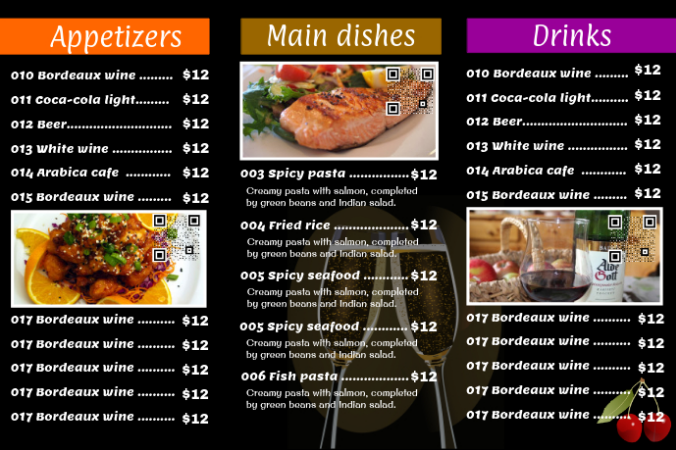 Appetizers
010 Bordeaux wine ......... $12
011 Coca-cola light........ $12
012 Beer............................ $12
013 White wine ................ $12
014 Arabica cafe ............ $12
015 Bordeaux wine ......... $12
017 Bordeaux wine .......... $12
017 Bordeaux wine .......... $12
017 Bordeaux wine .......... $12
017 Bordeaux wine .......... $12
017 Bordeaux wine .......... $12
Main dishes
003 Spicy pasta ................$12
Creamy pasta with salmon, completed
by green beans and Indian salad.
004 Fried rice ....................$12
Creamy pasta with salmon, completed
by green beans and Indian salad.
005 Spicy seafood ............$12
Creamy pasta with salmon, completed
by green beans and Indian salad.
005 Spicy seafood ............$12
Creamy pasta with salmon, completed
by green beans and Indian salad.
006 Fish pasta ..................$12
Creamy pasta with salmon, completed
by green beans and Indian salad.
Drinks
010 Bordeaux wine ......... $12
011 Coca-cola light.......... $12
012 Beer............................ $12
013 White wine ................ $12
014 Arabica cafe ............ $12
015 Bordeaux wine ......... $12
017 Bordeaux wine .......... $12
017 Bordeaux wine .......... $12
017 Bordeaux wine .......... $12
017 Bordeaux wine .......... $12
017 Bordeaux wine .......... $12